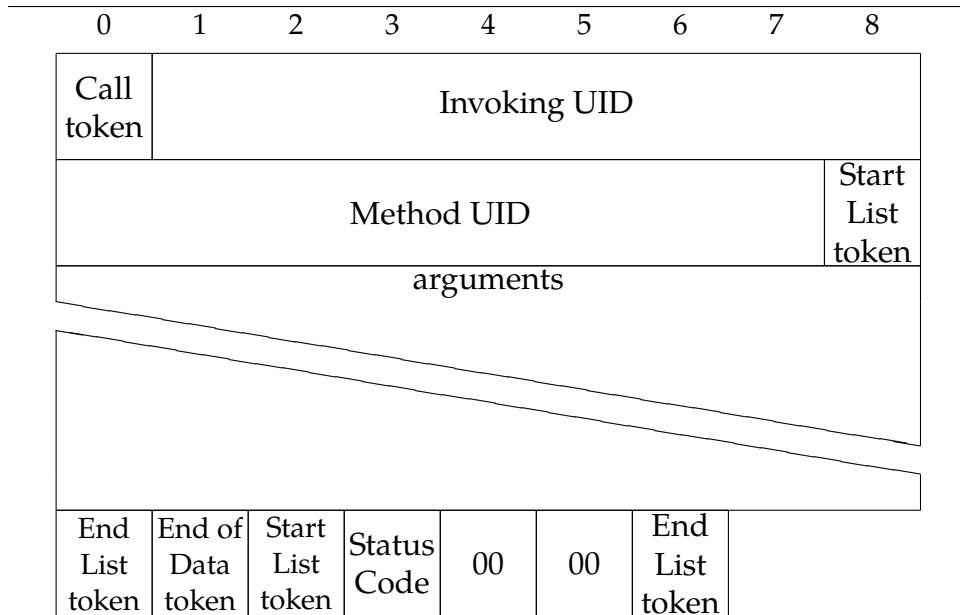 0 1 2 3 4 5 6 7 8
Call
token
Invoking UID
Method UID
Start
List
token
arguments
End
List
token
End of
Data
token
Start
List
token
Status
Code
00
00
End
List
token